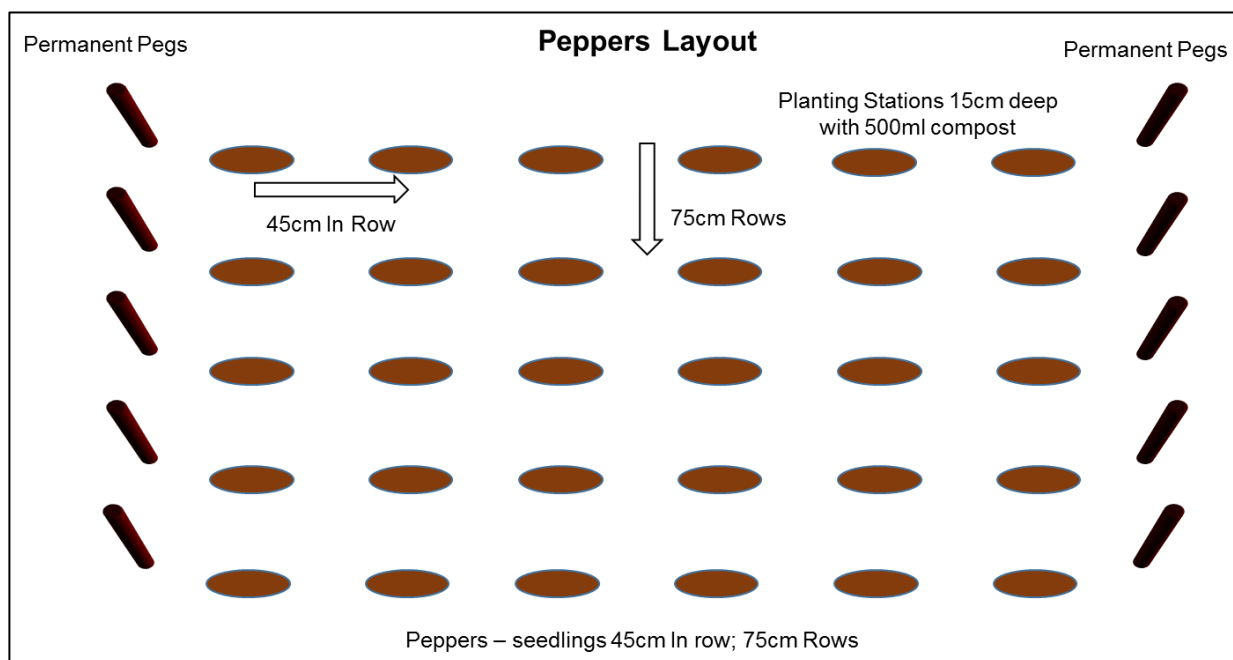 Peppers Layout
Permanent Pegs
Permanent Pegs
Planting Stations 15cm deep
with 500ml compost
45cm In Row
75cm Rows
Peppers – seedlings 45cm In row; 75cm Rows